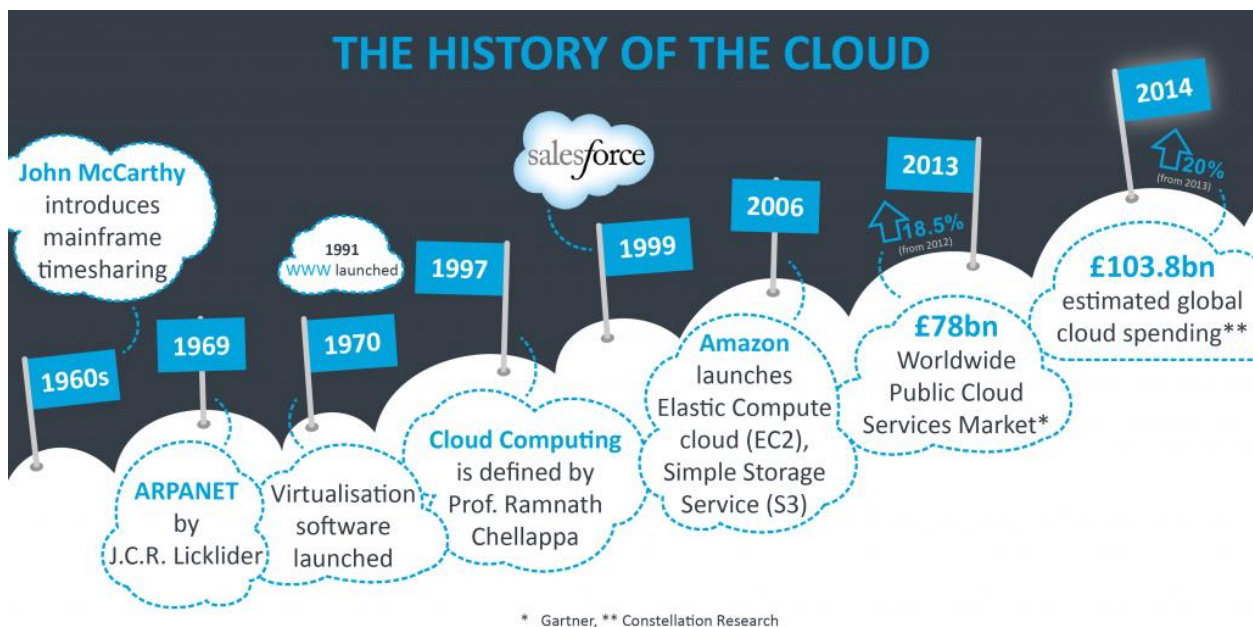 THE HISTORY OF THE CLOUD
1960s
John McCarthy
introduces
mainframe
timesharing
1969
ARPANET
by
J.C.R. Licklider
1970
Virtualisation
software
launched
1991
WWW launched
1997
Cloud Computing
is defined by
Prof. Ramnath
Chellappa
1999
salesforce
2006
Amazon
launches
Elastic Compute
cloud (EC2),
Simple Storage
Service (S3)
2013
18.5%
(from 2012)
£78bn
Worldwide
Public Cloud
Services Market*
2014
20%
(from 2013)
£103.8bn
estimated global
cloud spending**
* Gartner, ** Constellation Research